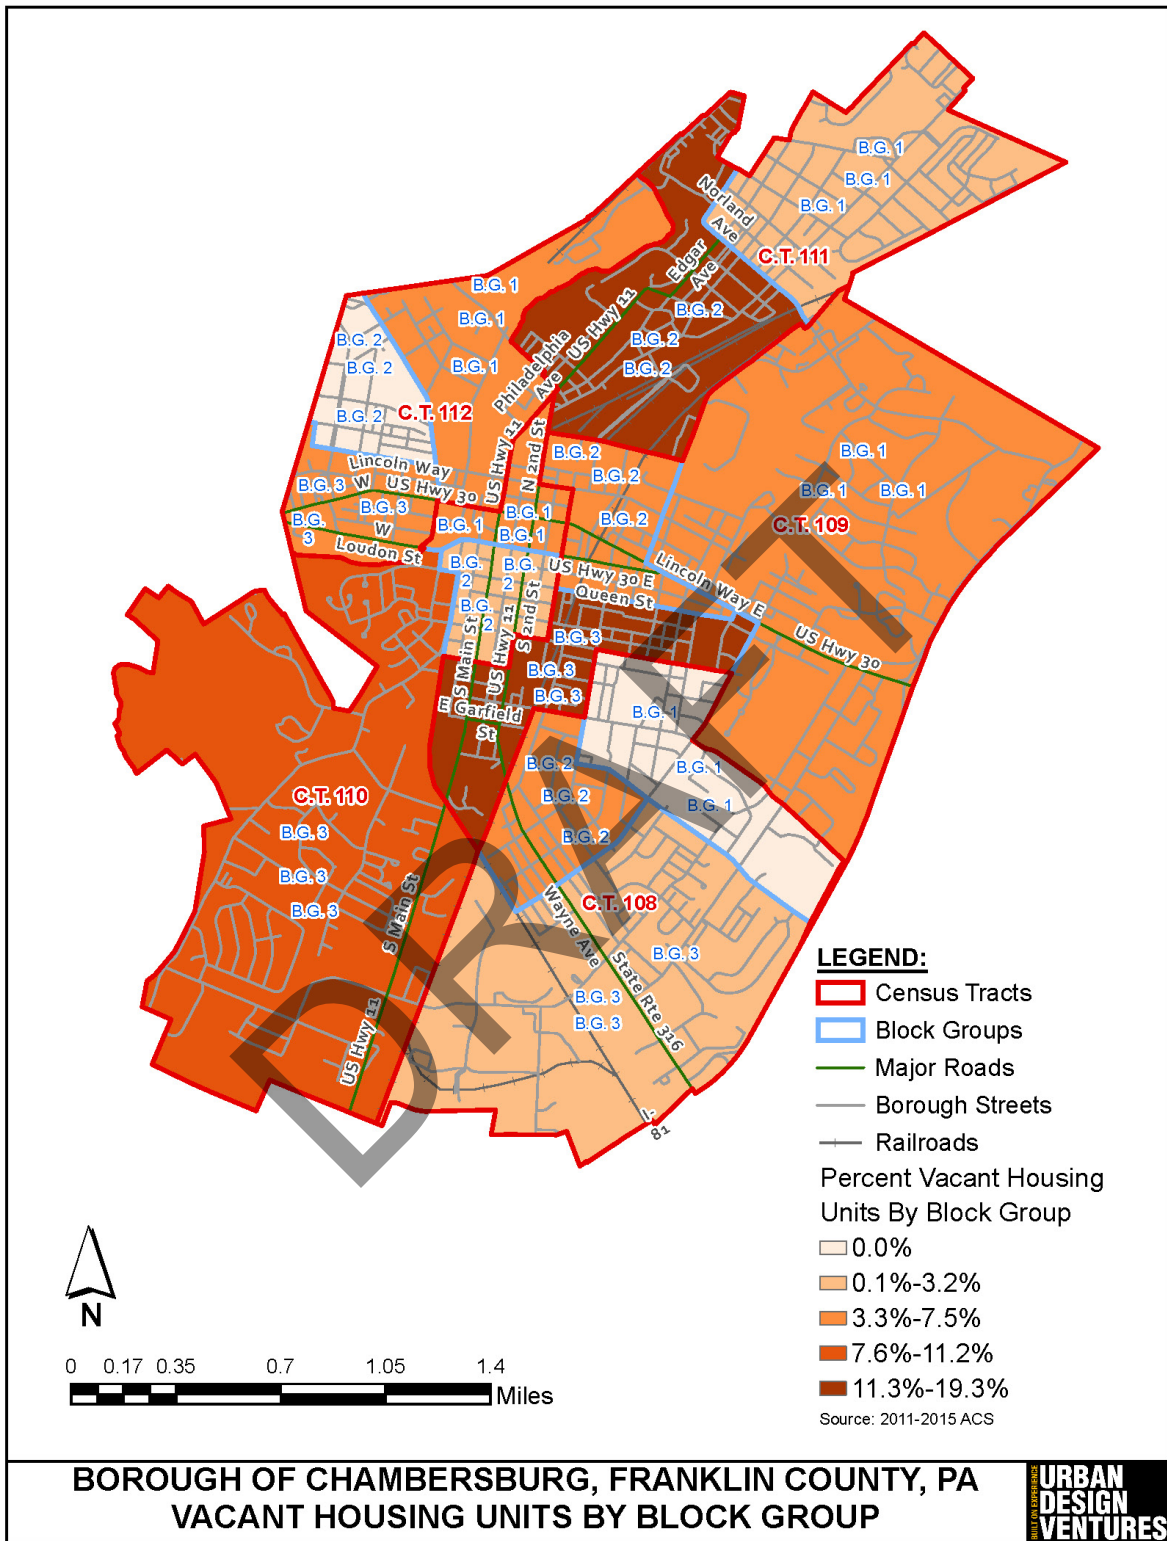 B.G. 1
B.G. 1
B.G. 1
Norland
Ave
C.T. 111
Edgar
Ave
B.G. 1
B.G. 1
B.G. 1
US Hwy 11
Philadelphia
Ave
B.G. 2
B.G. 2
B.G. 2
B.G. 2
B.G. 2
B.G. 2
C.T. 112
US Hwy 11
N 2nd St
B.G. 2
B.G. 2
B.G. 2
B.G. 1
B.G. 1
B.G. 1
C.T. 109
Lincoln Way
W
US Hwy 30
B.G. 3
B.G. 3
B.G.
3
W
Loudon St
B.G. 1
B.G. 1
B.G. 1
B.G.
2
B.G.
2
B.G.
2
US Hwy 30 E
Queen St
Lincoln Way E
US Hwy 30
S Main St
US Hwy 11
S 2nd St
B.G. 3
B.G. 3
B.G. 3
E Garfield
St
B.G. 1
B.G. 1
B.G. 1
B.G. 2
B.G. 2
B.G. 2
C.T. 110
B.G. 3
B.G. 3
B.G. 3
S Main St
US Hwy 11
C.T. 108
Wayne Ave
State Rte 316
B.G. 3
B.G. 3
B.G. 3
I-
81
DRAFT
LEGEND:
Census Tracts
Block Groups
Major Roads
Borough Streets
Railroads
Percent Vacant Housing
Units By Block Group
0.0%
0.1%-3.2%
3.3%-7.5%
7.6%-11.2%
11.3%-19.3%
Source: 2011-2015 ACS
N
0 0.17 0.35 0.7 1.05 1.4
Miles
BOROUGH OF CHAMBERSBURG, FRANKLIN COUNTY, PA
VACANT HOUSING UNITS BY BLOCK GROUP
BUILT ON EXPERIENCE
URBAN
DESIGN
VENTURES